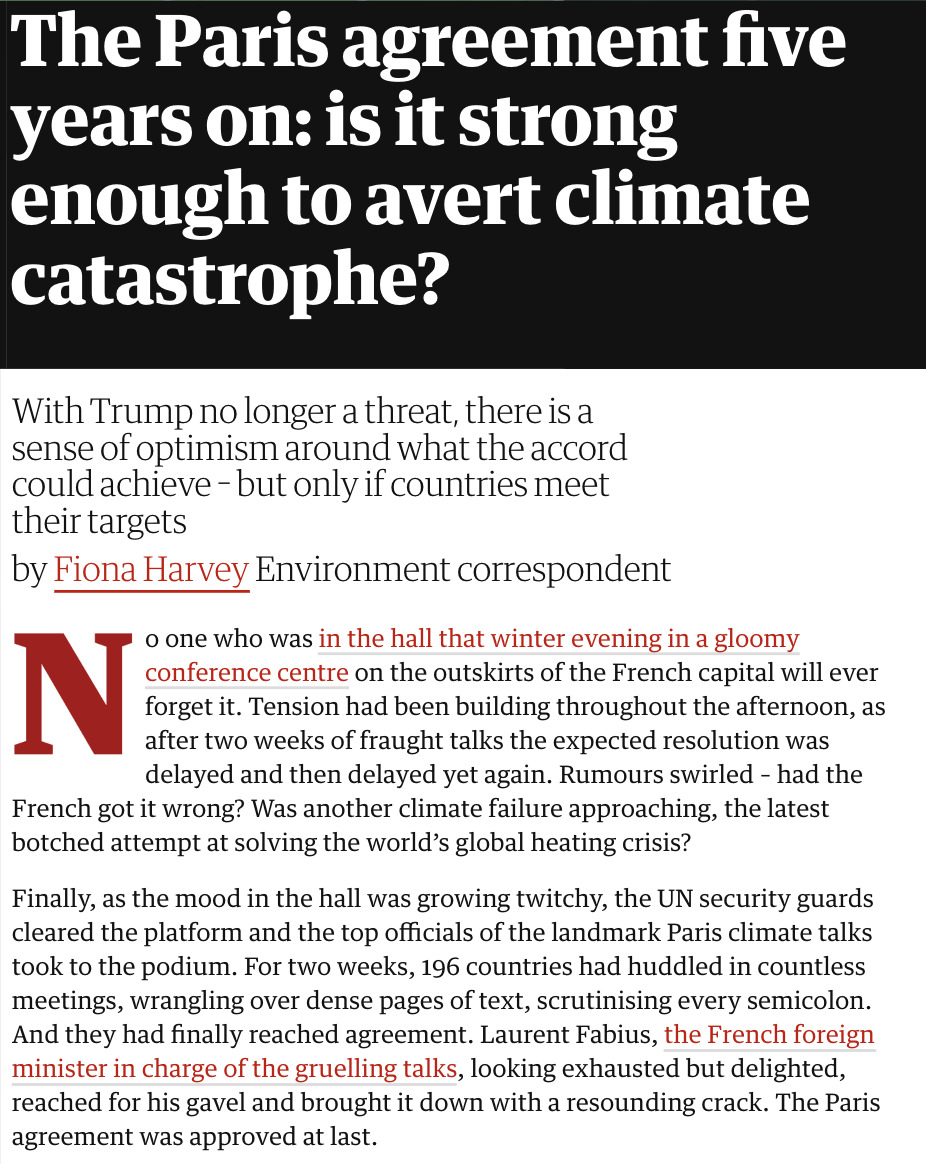 The Paris agreement five
years on: is it strong
enough to avert climate
catastrophe?
With Trump no longer a threat, there is a
sense of optimism around what the accord
could achieve – but only if countries meet
their targets
by Fiona Harvey Environment correspondent
No one who was in the hall that winter evening in a gloomy
conference centre on the outskirts of the French capital will ever
forget it. Tension had been building throughout the afternoon, as
after two weeks of fraught talks the expected resolution was
delayed and then delayed yet again. Rumours swirled – had the
French got it wrong? Was another climate failure approaching, the latest
botched attempt at solving the world’s global heating crisis?
Finally, as the mood in the hall was growing twitchy, the UN security guards
cleared the platform and the top officials of the landmark Paris climate talks
took to the podium. For two weeks, 196 countries had huddled in countless
meetings, wrangling over dense pages of text, scrutinising every semicolon.
And they had finally reached agreement. Laurent Fabius, the French foreign
minister in charge of the gruelling talks, looking exhausted but delighted,
reached for his gavel and brought it down with a resounding crack. The Paris
agreement was approved at last.